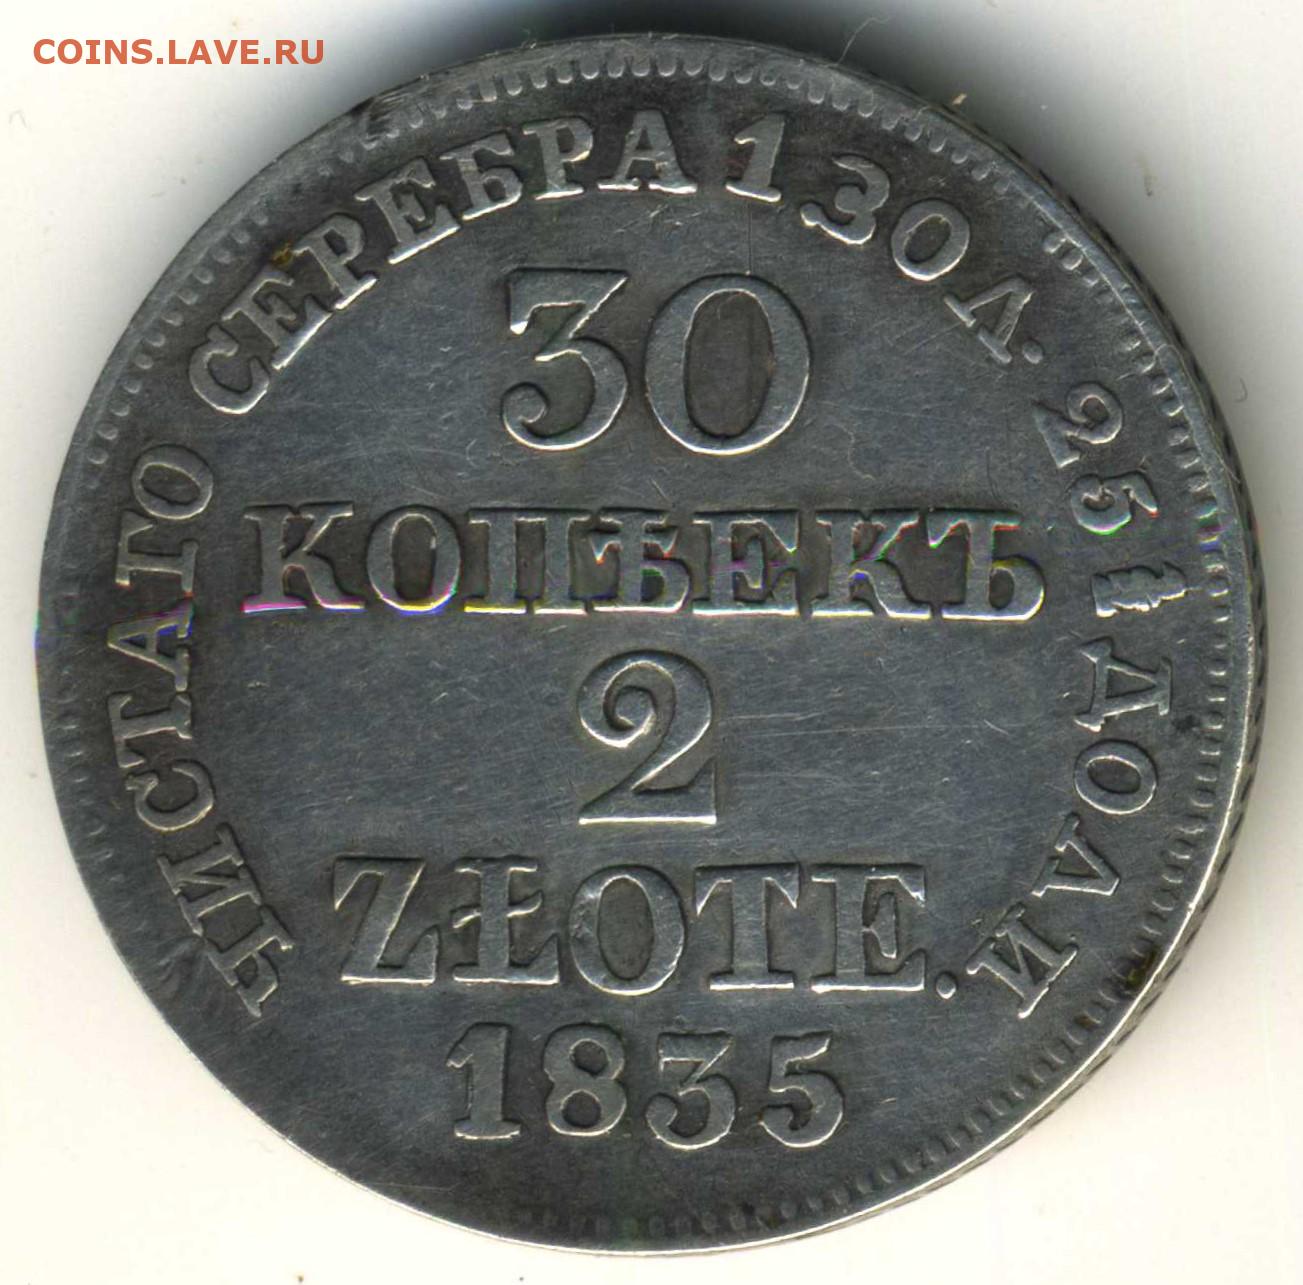 COINS.LAVE.RU
ЧИСТАГО СЕРЕБРА 1 ЗОЛ. 25 ДОЛИ
30
КОПѢЕКЪ
2
ZŁOTE.
1835